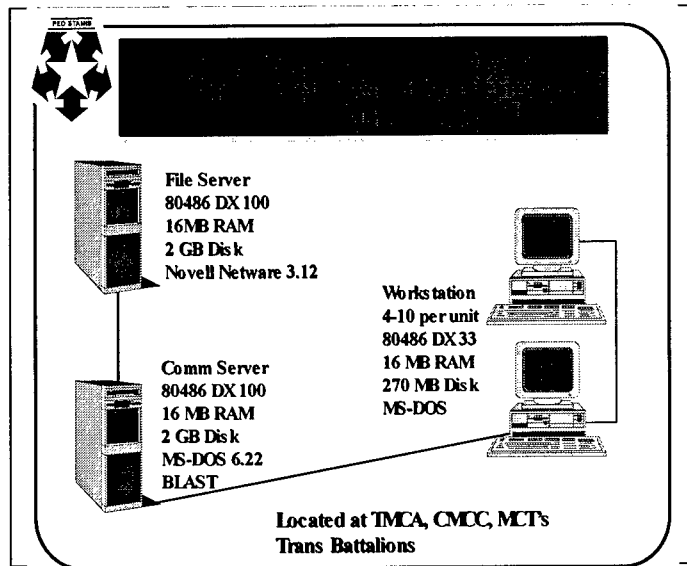 PEO STAMIS
File Server
80486 DX 100
16MB RAM
2 GB Disk
Novell Netware 3.12
Workstation
4-10 per unit
80486 DX33
16 MB RAM
270 MB Disk
MS-DOS
Comm Server
80486 DX 100
16 MB RAM
2 GB Disk
MS-DOS 6.22
BLAST
Located at TMCA, CMCC, MCT's
Trans Battalions